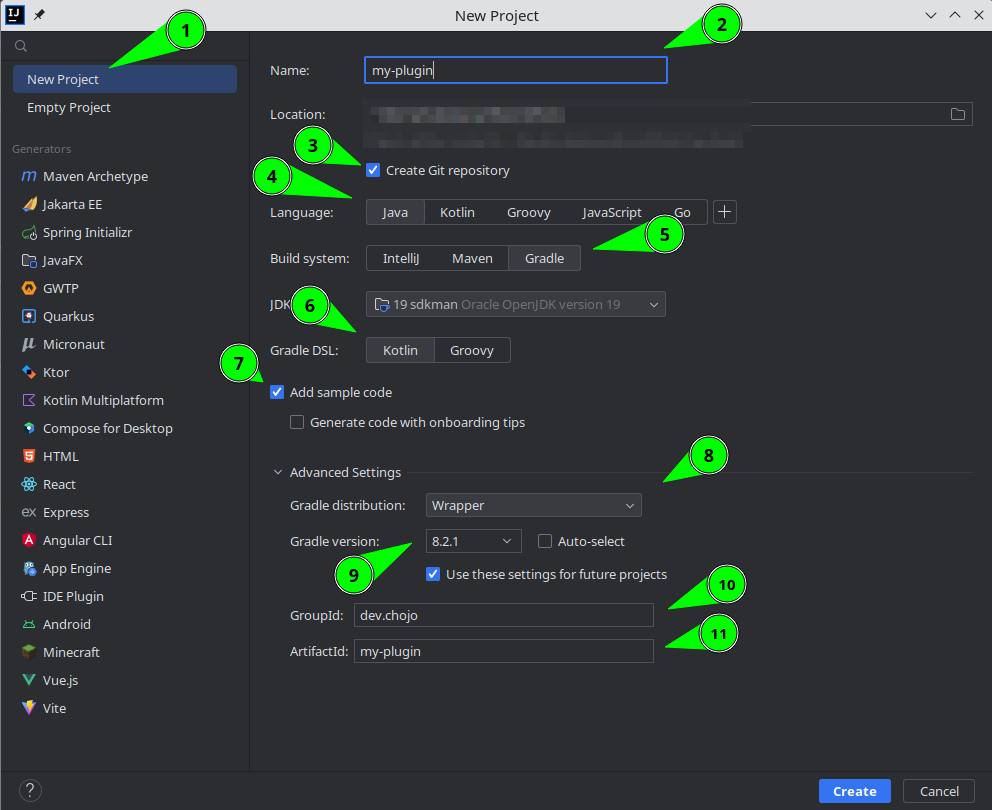 IJ
New Project
1
2
New Project
Empty Project
Generators
Maven Archetype
Jakarta EE
Spring Initializr
JavaFX
GWTP
Quarkus
Micronaut
Ktor
Kotlin Multiplatform
Compose for Desktop
HTML
React
ex Express
Angular CLI
App Engine
IDE Plugin
Android
Minecraft
Vue.js
Vite
Name: my-plugin
Location:
3
Create Git repository
4
Language: Java Kotlin Groovy JavaScript Go
5
Build system: IntelliJ Maven Gradle
JDK 6 19 sdkman Oracle OpenJDK version 19
Gradle DSL: Kotlin Groovy
7
Add sample code
Generate code with onboarding tips
8
Advanced Settings
Gradle distribution: Wrapper
Gradle version: 8.2.1 Auto-select
9
Use these settings for future projects
10
GroupId: dev.chojo
11
ArtifactId: my-plugin
? Create Cancel